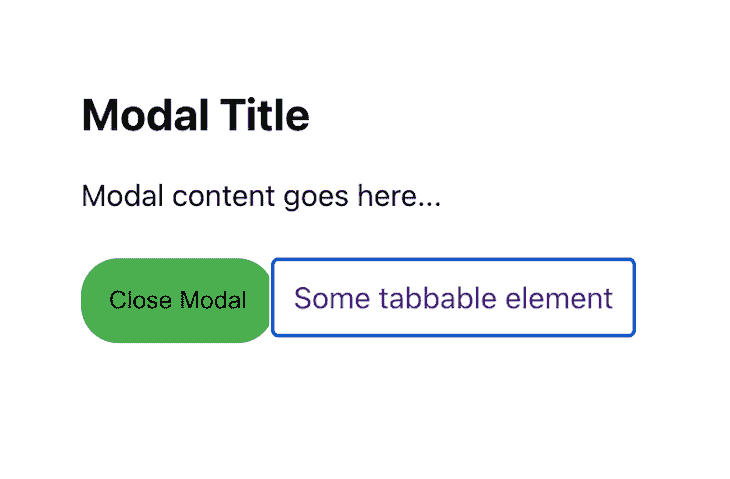 Modal Title
Modal content goes here...
Close Modal
Some tabbable element